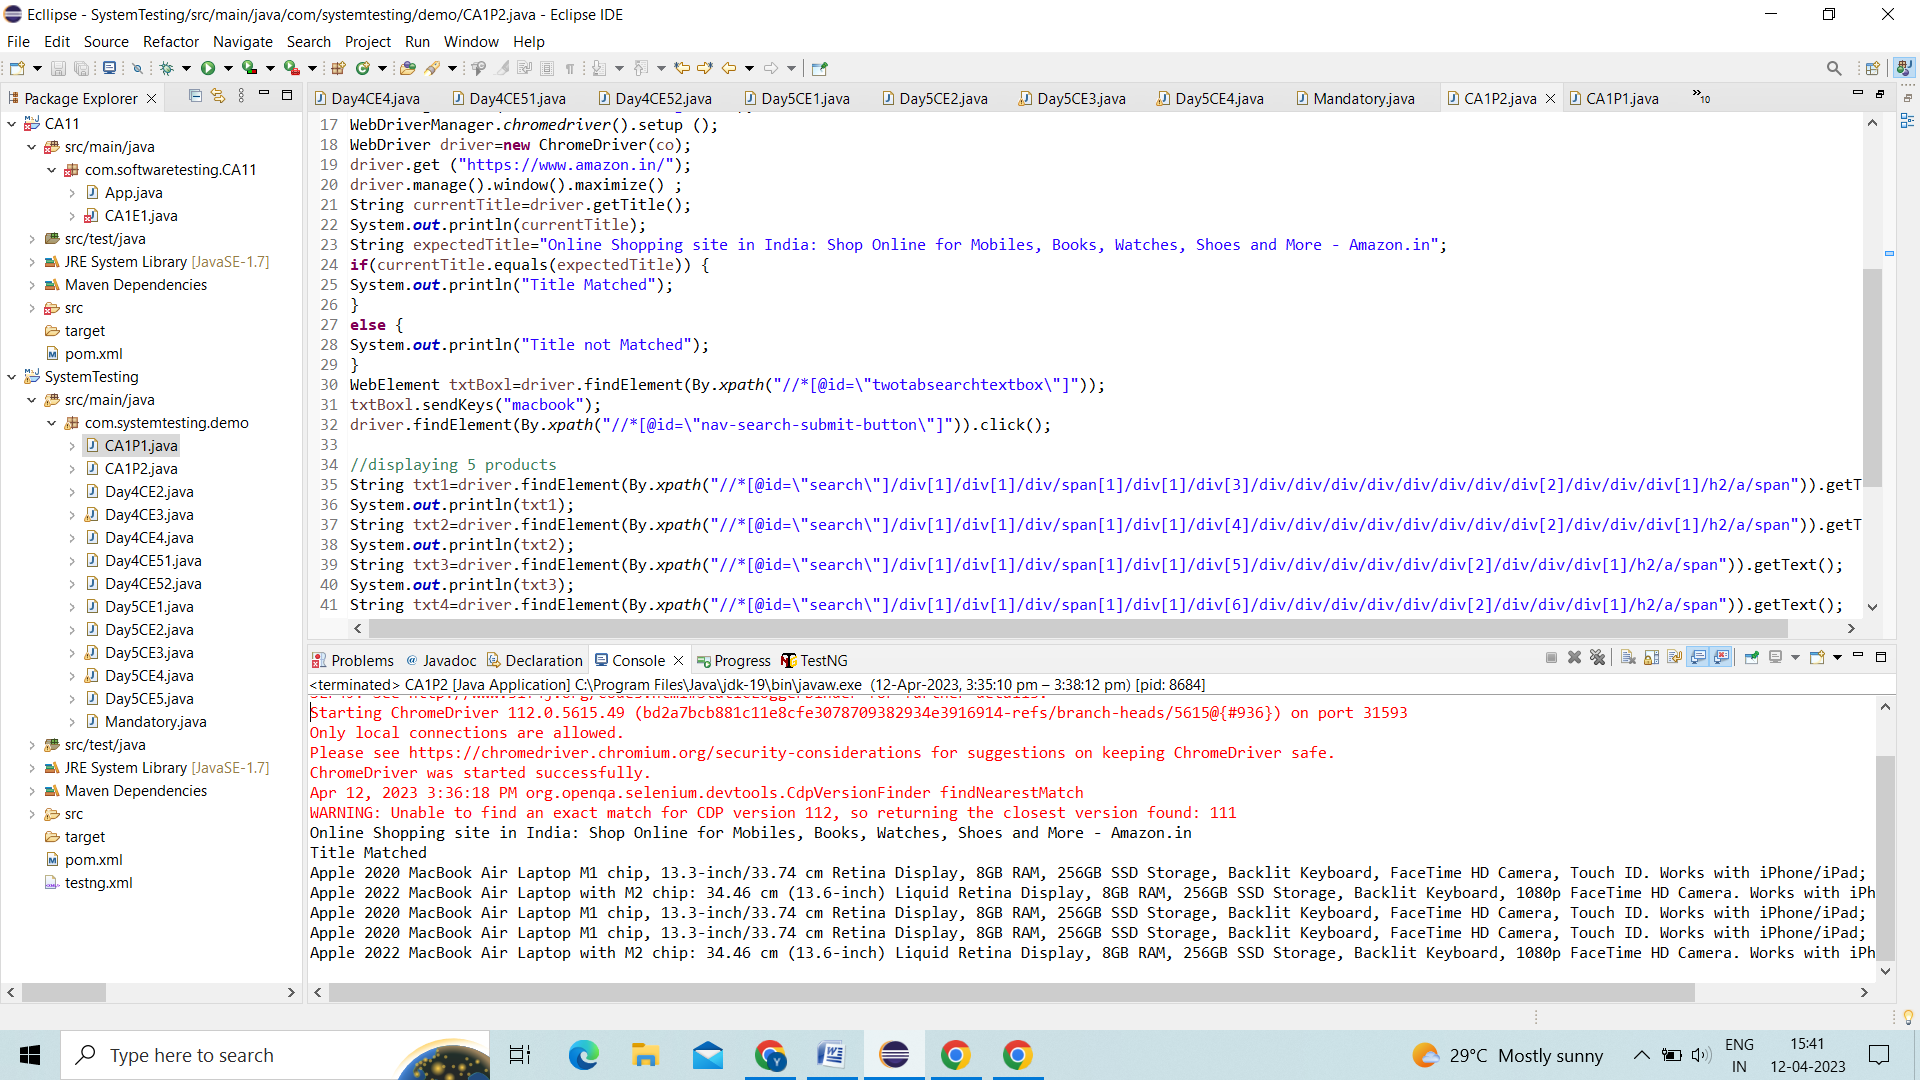 Ecllipse - SystemTesting/src/main/java/com/systemtesting/demo/CA1P2.java - Eclipse IDE
File Edit Source Refactor Navigate Search Project Run Window Help
Package Explorer
CA11
src/main/java
com.softwaretesting.CA11
App.java
CA1E1.java
src/test/java
JRE System Library [JavaSE-1.7]
Maven Dependencies
src
target
pom.xml
SystemTesting
src/main/java
com.systemtesting.demo
CA1P1.java
CA1P2.java
Day4CE2.java
Day4CE3.java
Day4CE4.java
Day4CE51.java
Day4CE52.java
Day5CE1.java
Day5CE2.java
Day5CE3.java
Day5CE4.java
Day5CE5.java
Mandatory.java
src/test/java
JRE System Library [JavaSE-1.7]
Maven Dependencies
src
target
pom.xml
testng.xml
Day4CE4.java Day4CE51.java Day4CE52.java Day5CE1.java Day5CE2.java Day5CE3.java Day5CE4.java Mandatory.java CA1P2.java CA1P1.java »10
17 WebDriverManager.chromedriver().setup ();
18 WebDriver driver=new ChromeDriver(co);
19 driver.get ("https://www.amazon.in/");
20 driver.manage().window().maximize() ;
21 String currentTitle=driver.getTitle();
22 System.out.println(currentTitle);
23 String expectedTitle="Online Shopping site in India: Shop Online for Mobiles, Books, Watches, Shoes and More - Amazon.in";
24 if(currentTitle.equals(expectedTitle)) {
25 System.out.println("Title Matched");
26 }
27 else {
28 System.out.println("Title not Matched");
29 }
30 WebElement txtBoxl=driver.findElement(By.xpath("//*[@id=\"twotabsearchtextbox\"]"));
31 txtBoxl.sendKeys("macbook");
32 driver.findElement(By.xpath("//*[@id=\"nav-search-submit-button\"]")).click();
33
34 //displaying 5 products
35 String txt1=driver.findElement(By.xpath("//*[@id=\"search\"]/div[1]/div[1]/div/span[1]/div[1]/div[3]/div/div/div/div/div/div/div/div[2]/div/div/div[1]/h2/a/span")).getT
36 System.out.println(txt1);
37 String txt2=driver.findElement(By.xpath("//*[@id=\"search\"]/div[1]/div[1]/div/span[1]/div[1]/div[4]/div/div/div/div/div/div/div/div[2]/div/div/div[1]/h2/a/span")).getT
38 System.out.println(txt2);
39 String txt3=driver.findElement(By.xpath("//*[@id=\"search\"]/div[1]/div[1]/div/span[1]/div[1]/div[5]/div/div/div/div/div/div[2]/div/div/div[1]/h2/a/span")).getText();
40 System.out.println(txt3);
41 String txt4=driver.findElement(By.xpath("//*[@id=\"search\"]/div[1]/div[1]/div/span[1]/div[1]/div[6]/div/div/div/div/div/div[2]/div/div/div[1]/h2/a/span")).getText();
Problems Javadoc Declaration Console Progress TestNG
<terminated> CA1P2 [Java Application] C:\Program Files\Java\jdk-19\bin\javaw.exe (12-Apr-2023, 3:35:10 pm – 3:38:12 pm) [pid: 8684]
Starting ChromeDriver 112.0.5615.49 (bd2a7bcb881c11e8cfe3078709382934e3916914-refs/branch-heads/5615@{#936}) on port 31593
Only local connections are allowed.
Please see https://chromedriver.chromium.org/security-considerations for suggestions on keeping ChromeDriver safe.
ChromeDriver was started successfully.
Apr 12, 2023 3:36:18 PM org.openqa.selenium.devtools.CdpVersionFinder findNearestMatch
WARNING: Unable to find an exact match for CDP version 112, so returning the closest version found: 111
Online Shopping site in India: Shop Online for Mobiles, Books, Watches, Shoes and More - Amazon.in
Title Matched
Apple 2020 MacBook Air Laptop M1 chip, 13.3-inch/33.74 cm Retina Display, 8GB RAM, 256GB SSD Storage, Backlit Keyboard, FaceTime HD Camera, Touch ID. Works with iPhone/iPad;
Apple 2022 MacBook Air Laptop with M2 chip: 34.46 cm (13.6-inch) Liquid Retina Display, 8GB RAM, 256GB SSD Storage, Backlit Keyboard, 1080p FaceTime HD Camera. Works with iPh
Apple 2020 MacBook Air Laptop M1 chip, 13.3-inch/33.74 cm Retina Display, 8GB RAM, 256GB SSD Storage, Backlit Keyboard, FaceTime HD Camera, Touch ID. Works with iPhone/iPad;
Apple 2020 MacBook Air Laptop M1 chip, 13.3-inch/33.74 cm Retina Display, 8GB RAM, 256GB SSD Storage, Backlit Keyboard, FaceTime HD Camera, Touch ID. Works with iPhone/iPad;
Apple 2022 MacBook Air Laptop with M2 chip: 34.46 cm (13.6-inch) Liquid Retina Display, 8GB RAM, 256GB SSD Storage, Backlit Keyboard, 1080p FaceTime HD Camera. Works with iPh
Type here to search
29°C Mostly sunny
ENG
IN
15:41
12-04-2023